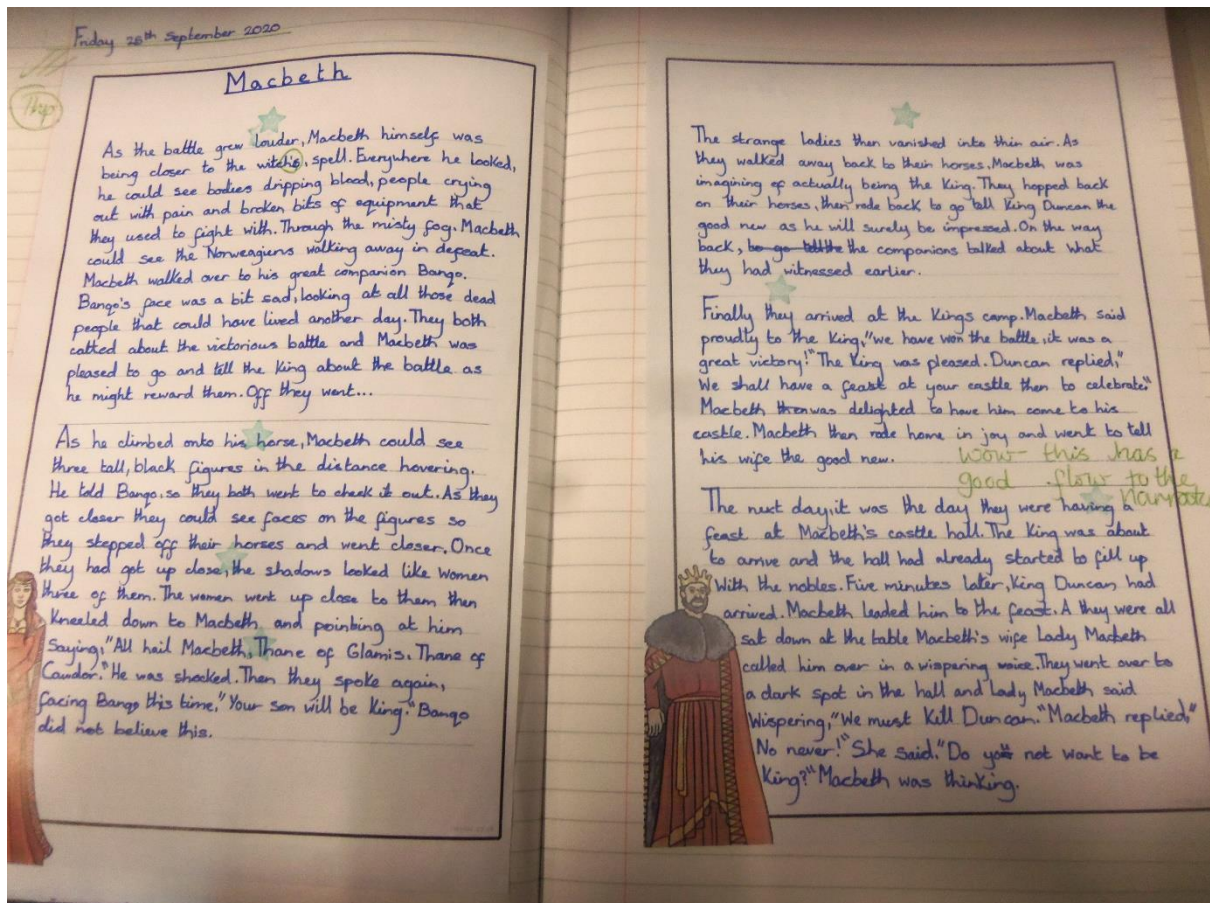 Friday 25th September 2020
Macbeth
As the battle grew louder, Macbeth himself was
being closer to the witch's, spell. Everywhere he looked,
he could see bodies dripping blood, people crying
out with pain and broken bits of equipment that
they used to fight with. Through the misty fog. Macbeth
could see the Norweagiens walking away in defeat.
Macbeth walked over to his great companion Banqo.
Banqo's face was a bit sad, looking at all those dead
people that could have lived another day. They both
calked about the victorious battle and Macbeth was
pleased to go and tell the King about the battle as
he might reward them. Off they went...
As he climbed onto his horse, Macbeth could see
three tall, black figures in the distance hovering.
He told Banqo, so they both went to check it out. As they
got closer they could see faces on the figures so
they stepped off their horses and went closer. Once
they had got up close, the shadows looked like women
three of them. The women went up close to them then
kneeled down to Macbeth and pointing at him
saying, "All hail Macbeth, Thane of Glamis. Thane of
Cawdor." He was shocked. Then they spoke again,
facing Banqo this time," Your son will be King." Banqo
did not believe this.
The strange ladies then vanished into thin air. As
they walked away back to their horses, Macbeth was
imagining of actually being the King. They hopped back
on their horses, then rode back to go tell King Duncan the
good new as he will surely be impressed. On the way
back, to go tell the the companions talked about what
they had witnessed earlier.
Finally they arrived at the Kings camp. Macbeth said
proudly to the King, "we have won the battle, it was a
great victory!" The King was pleased. Duncan replied,"
We shall have a feast at your castle then to celebrate."
Macbeth then was delighted to have him come to his
castle. Macbeth then rode home in joy and went to tell
his wife the good new.
wow- this has a
good flow to the
The next day, it was the day they were having a
feast at Macbeth's castle hall. The King was about
to arrive and the hall had already started to fill up
with the nobles. Five minutes later, King Duncan had
arrived. Macbeth leaded him to the feast. A they were all
sat down at the table Macbeth's wife Lady Macbeth
called him over in a wispering voice. They went over to
a dark spot in the hall and lady Macbeth said
wispering, "We must kill Duncan." Macbeth replied,"
No never!" She said." Do you not want to be
King?" Macbeth was thinking.